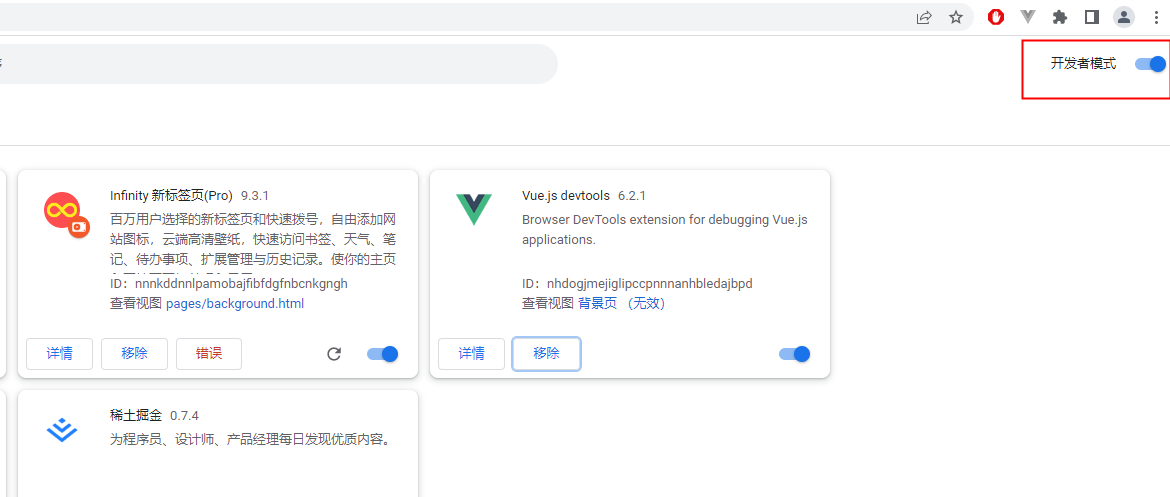 开发者模式
Infinity 新标签页(Pro) 9.3.1
百万用户选择的新标签页和快速拨号，自由添加网
站图标，云端高清壁纸，快速访问书签、天气、笔
记、待办事项、扩展管理与历史记录。使你的主页
ID：nnnkddnnlpamobajfibfdgfnbcnkgngh
查看视图 pages/background.html
详情 移除 错误
Vue.js devtools 6.2.1
Browser DevTools extension for debugging Vue.js
applications.
ID：nhdogjmejiglipccpnnnanhbledajbpd
查看视图 背景页 （无效）
详情 移除
稀土掘金 0.7.4
为程序员、设计师、产品经理每日发现优质内容。